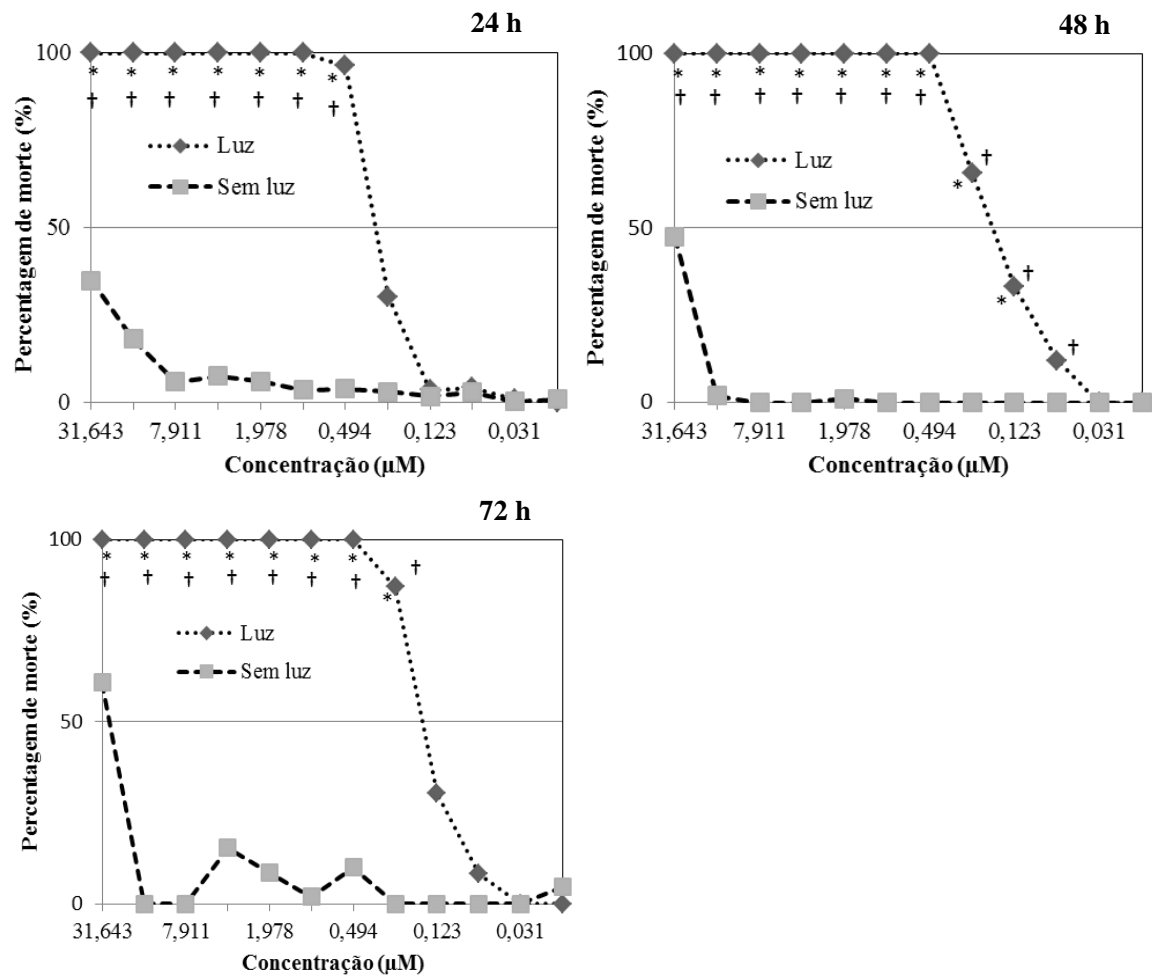 24 h
100
* * * * * * *
† † † † † † †
Luz
Sem luz
50
0
Percentagem de morte (%)
31,643 7,911 1,978 0,494 0,123 0,031
Concentração (µM)
48 h
100
* * * * * * *
† † † † † † †
Luz
Sem luz
* †
50
* †
†
0
Percentagem de morte (%)
31,643 7,911 1,978 0,494 0,123 0,031
Concentração (µM)
72 h
100
* * * * * * *
† † † † † † †
* †
Luz
Sem luz
50
0
Percentagem de morte (%)
31,643 7,911 1,978 0,494 0,123 0,031
Concentração (µM)